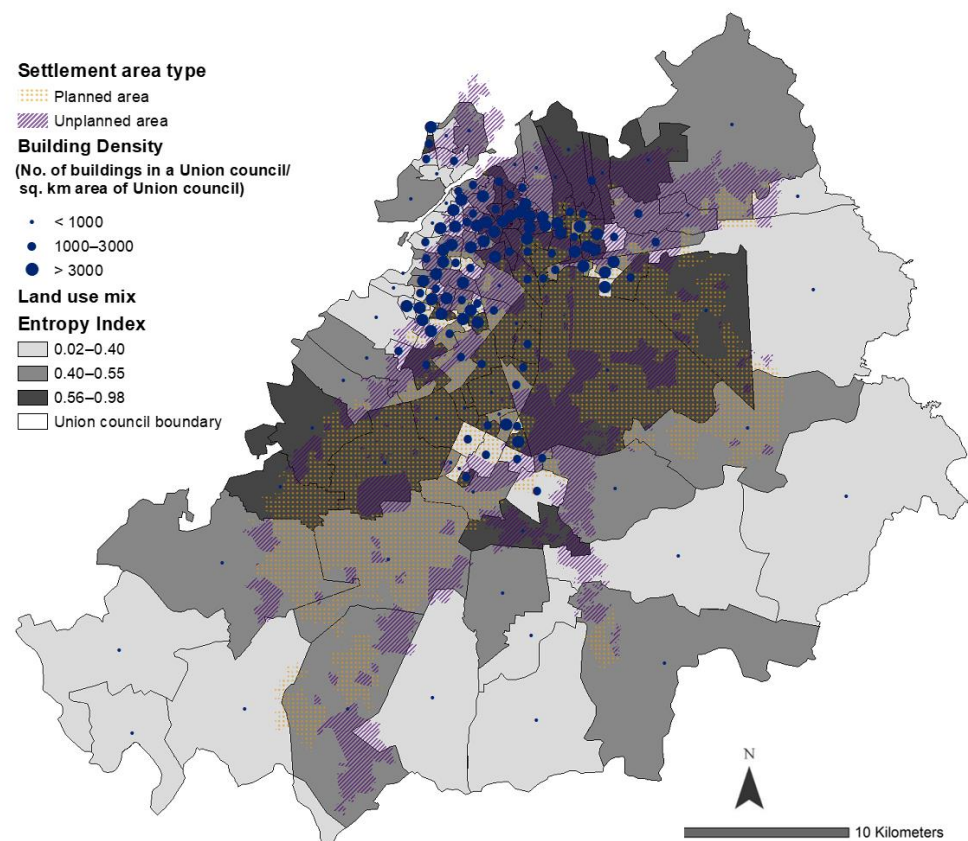 Settlement area type
Planned area
Unplanned area
Building Density
(No. of buildings in a Union council/
sq. km area of Union council)
< 1000
1000–3000
> 3000
Land use mix
Entropy Index
0.02–0.40
0.40–0.55
0.56–0.98
Union council boundary
N
10 Kilometers